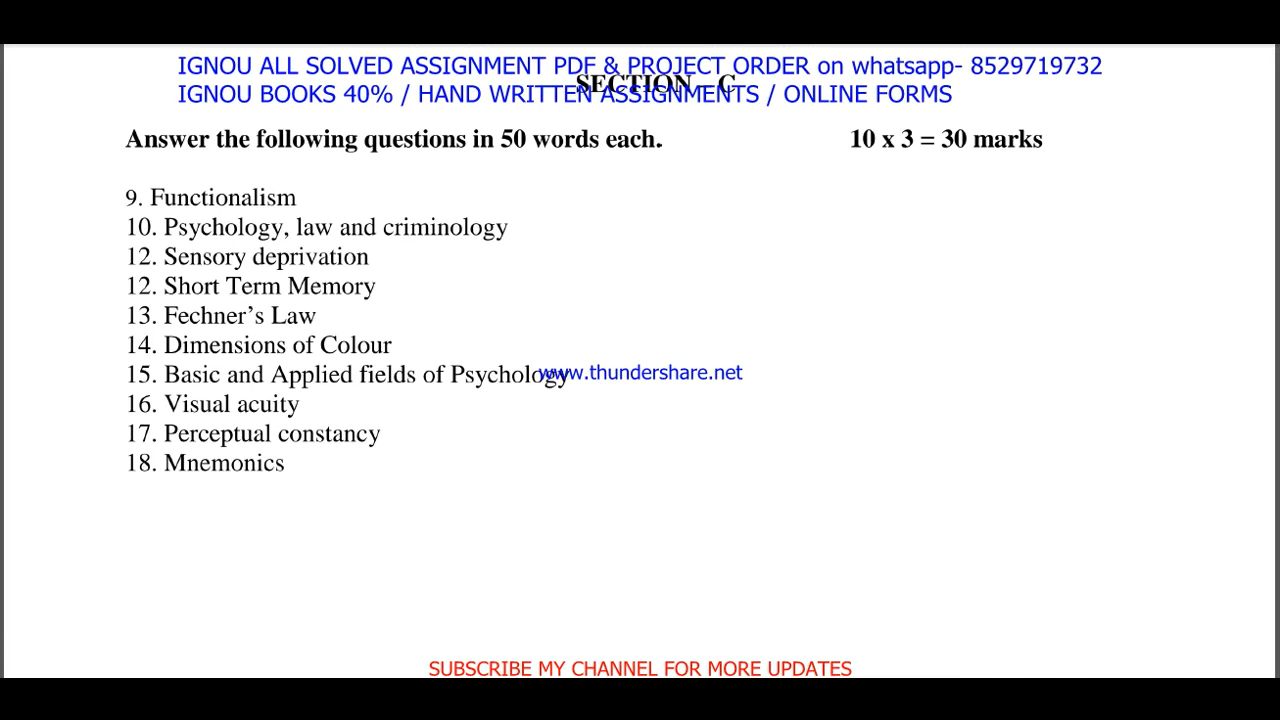 IGNOU ALL SOLVED ASSIGNMENT PDF & PROJECT ORDER on whatsapp- 8529719732
SECTION - C
IGNOU BOOKS 40% / HAND WRITTEN ASSIGNMENTS / ONLINE FORMS
Answer the following questions in 50 words each. 10 x 3 = 30 marks
9. Functionalism
10. Psychology, law and criminology
12. Sensory deprivation
12. Short Term Memory
13. Fechner’s Law
14. Dimensions of Colour
15. Basic and Applied fields of Psychology www.thundershare.net
16. Visual acuity
17. Perceptual constancy
18. Mnemonics
SUBSCRIBE MY CHANNEL FOR MORE UPDATES